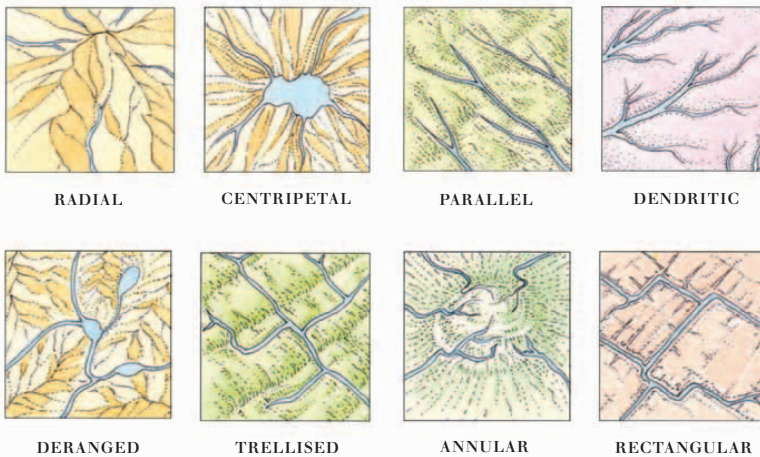 RADIAL
CENTRIPETAL
PARALLEL
DENDRITIC
DERANGED
TRELLISED
ANNULAR
RECTANGULAR